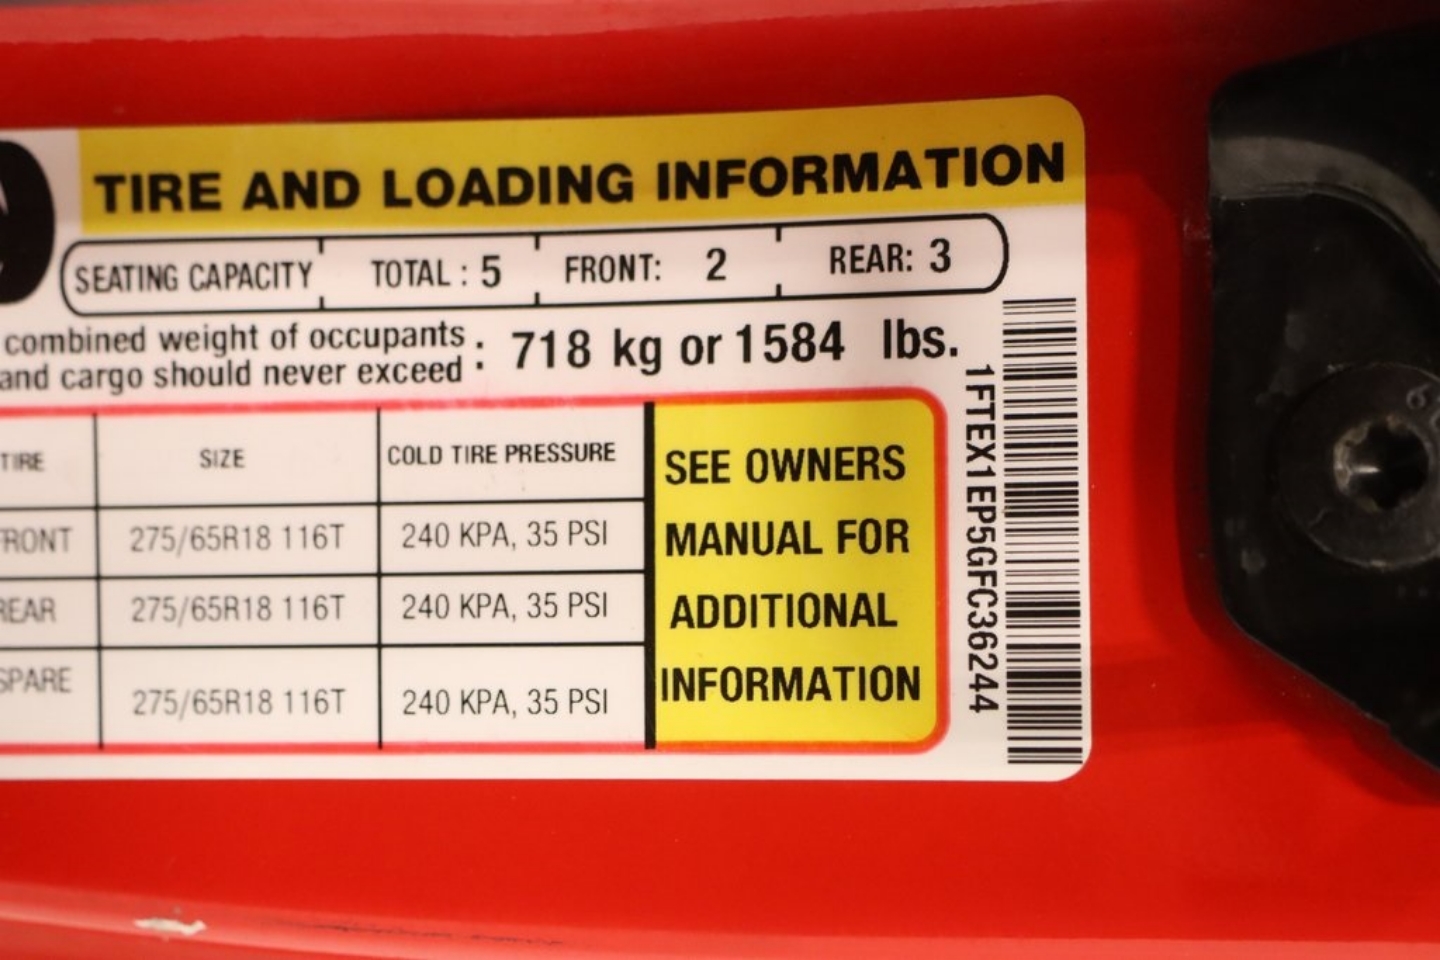 TIRE AND LOADING INFORMATION
SEATING CAPACITY TOTAL : 5 FRONT: 2 REAR: 3
combined weight of occupants
and cargo should never exceed : 718 kg or 1584 lbs.
TIRE SIZE COLD TIRE PRESSURE
FRONT 275/65R18 116T 240 KPA, 35 PSI
REAR 275/65R18 116T 240 KPA, 35 PSI
SPARE 275/65R18 116T 240 KPA, 35 PSI
SEE OWNERS
MANUAL FOR
ADDITIONAL
INFORMATION
1FTEX1EP5GFC36244